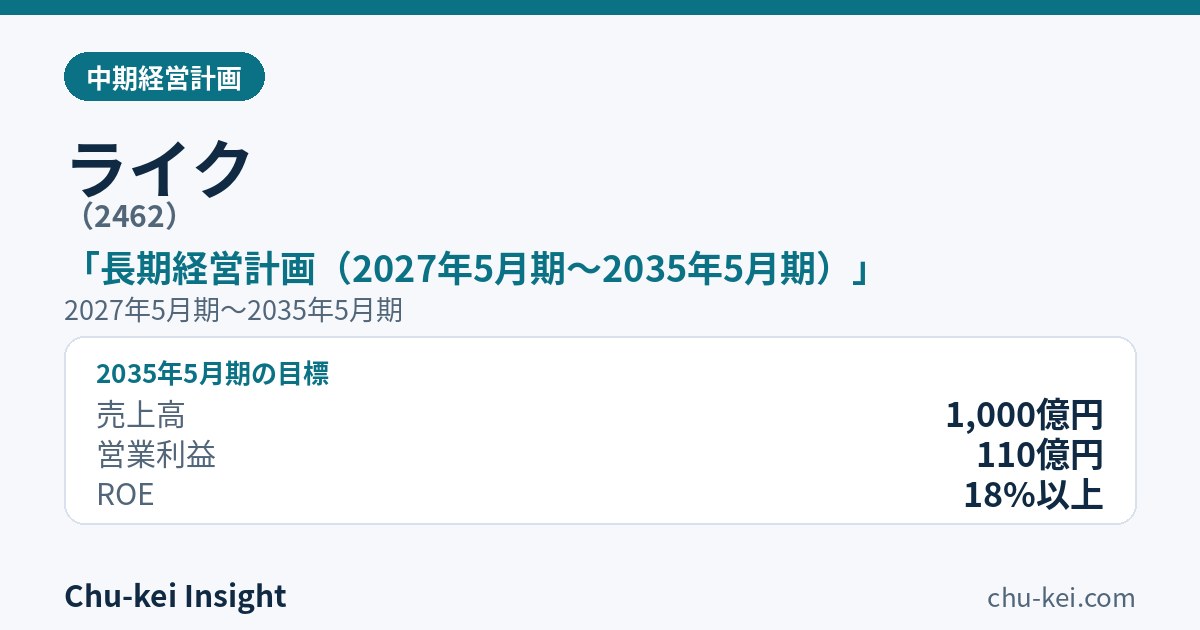 中期経営計画
ライク
（2462）
「長期経営計画（2027年5月期〜2035年5月期）」
2027年5月期〜2035年5月期
2035年5月期の目標
売上高 1,000億円
営業利益 110億円
ROE 18%以上
Chu-kei Insight chu-kei.com